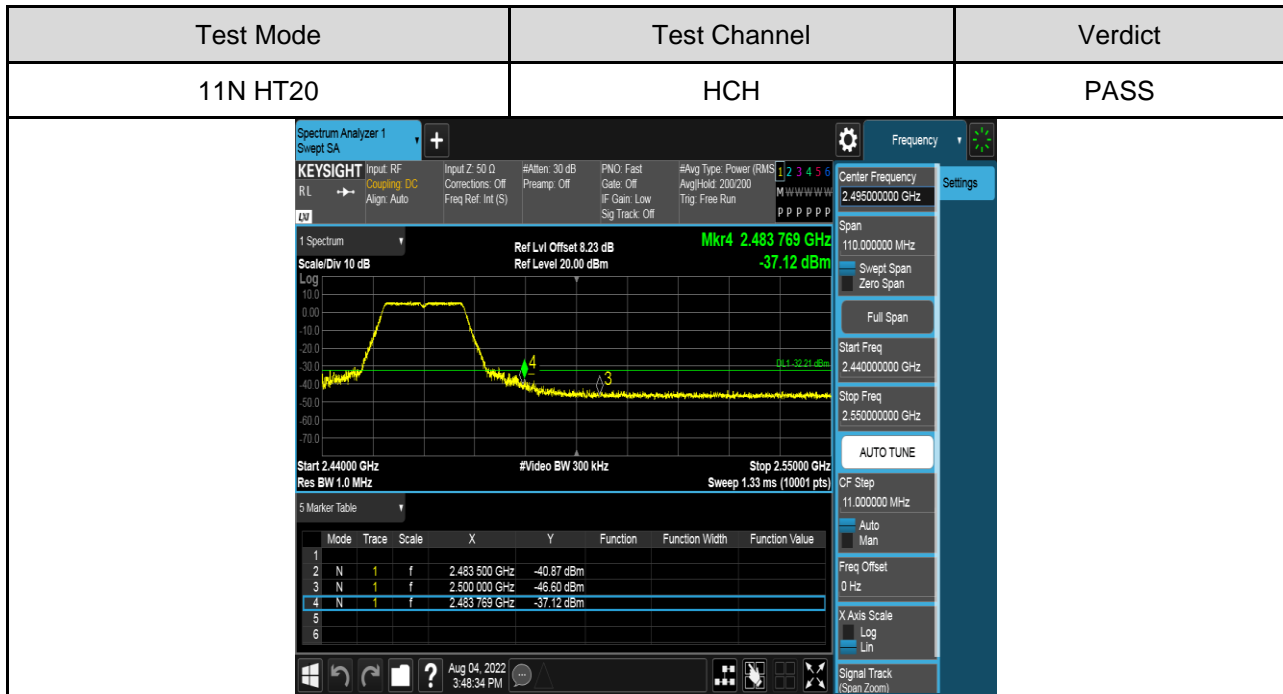 Test Mode Test Channel Verdict
11N HT20 HCH PASS
Spectrum Analyzer 1
Swept SA
+
Frequency
KEYSIGHT Input: RF Input Z: 50 Ω #Atten: 30 dB PNO: Fast #Avg Type: Power (RMS 1 2 3 4 5 6
RL Coupling: DC Corrections: Off Preamp: Off Gate: Off Avg|Hold: 200/200 M W W W W W
Align: Auto Freq Ref: Int (S) IF Gain: Low Trig: Free Run
LXI Sig Track: Off P P P P P P
Center Frequency Settings
2.495000000 GHz
Span
110.000000 MHz
Swept Span
Zero Span
Full Span
Start Freq
2.440000000 GHz
Stop Freq
2.550000000 GHz
AUTO TUNE
CF Step
11.000000 MHz
Auto
Man
Freq Offset
0 Hz
X Axis Scale
Log
Lin
Signal Track
(Span Zoom)
1 Spectrum Ref Lvl Offset 8.23 dB Mkr4 2.483 769 GHz
Scale/Div 10 dB Ref Level 20.00 dBm -37.12 dBm
Log
10.0
0.00
-10.0
-20.0
-30.0 4 DL1 -32.21 dBm
-40.0 3
-50.0
-60.0
-70.0
Start 2.44000 GHz #Video BW 300 kHz Stop 2.55000 GHz
Res BW 1.0 MHz Sweep 1.33 ms (10001 pts)
5 Marker Table
Mode Trace Scale X Y Function Function Width Function Value
1
2 N 1 f 2.483 500 GHz -40.87 dBm
3 N 1 f 2.500 000 GHz -46.60 dBm
4 N 1 f 2.483 769 GHz -37.12 dBm
5
6
? Aug 04, 2022
3:48:34 PM